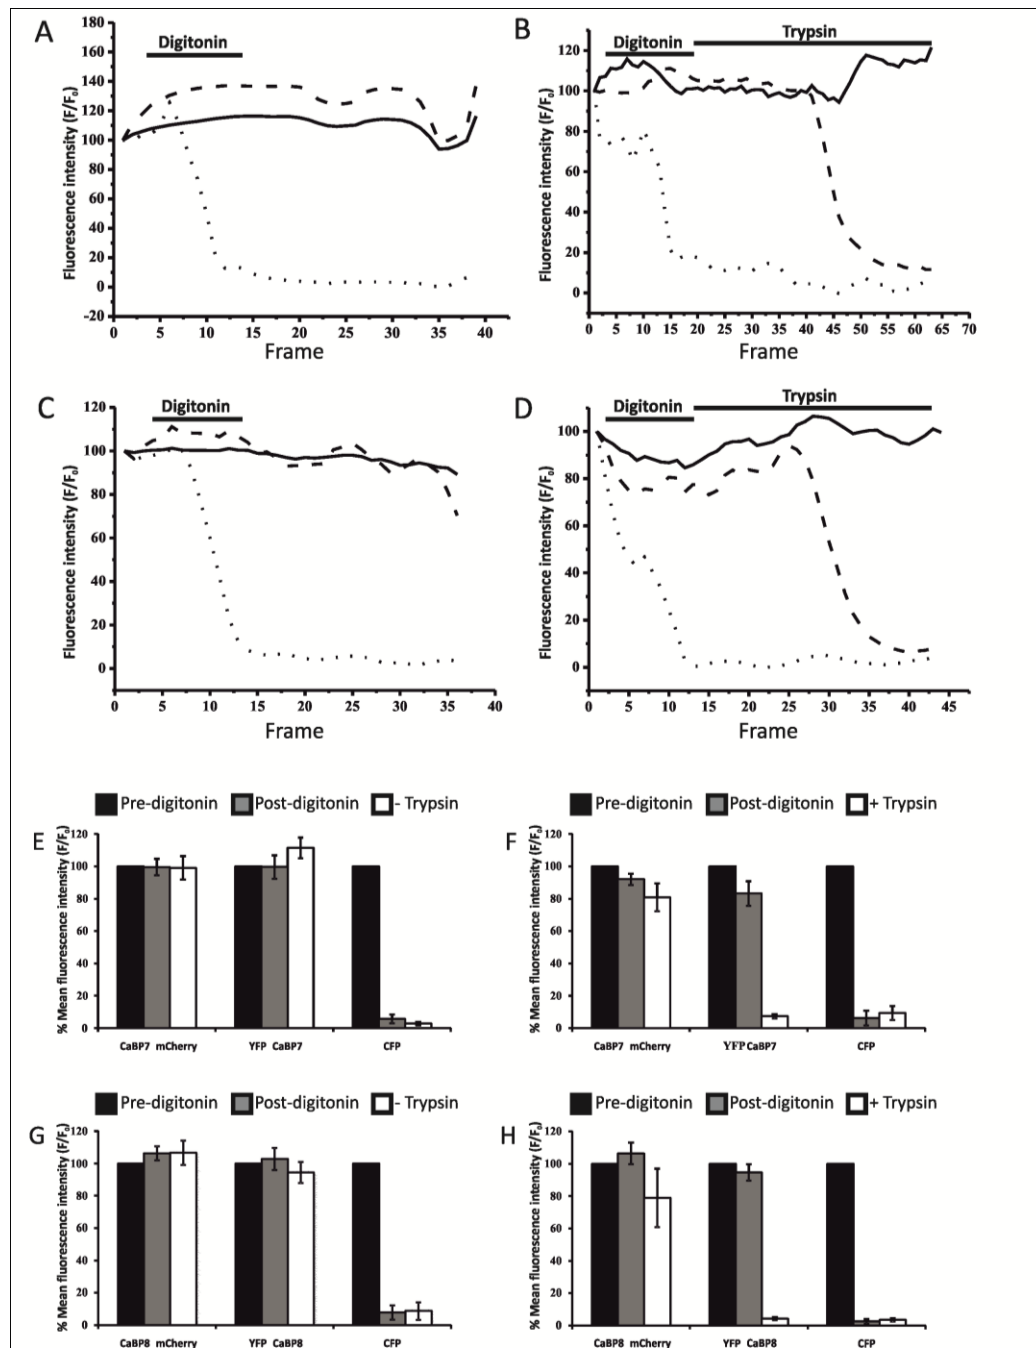 A
Digitonin
Fluorescence intensity (F/F₀)
180
160
140
130
120
100
80
60
40
20
0
-20
0 5 10 15 20 25 30 35 40
Frame
B
Digitonin
Trypsin
Fluorescence intensity (F/F₀)
120
100
80
60
40
20
0
0 5 10 15 20 25 30 35 40 45 50 55 60 65 70
Frame
C
Digitonin
Fluorescence intensity (F/F₀)
120
100
80
60
40
20
0
0 5 10 15 20 25 30 35 40
Frame
D
Digitonin
Trypsin
Fluorescence intensity (F/F₀)
100
80
60
40
20
0
0 5 10 15 20 25 30 35 40 45
Frame
E
Pre-digitonin Post-digitonin - Trypsin
% Mean fluorescence intensity (F/F₀)
120
100
80
60
40
20
0
CaBP7 mCherry YFP CaBP7 CFP
F
Pre-digitonin Post-digitonin + Trypsin
% Mean fluorescence intensity (F/F₀)
120
100
80
60
40
20
0
CaBP7 mCherry YFP CaBP7 CFP
G
Pre-digitonin Post-digitonin - Trypsin
% Mean fluorescence intensity (F/F₀)
120
100
80
60
40
20
0
CaBP8 mCherry YFP CaBP8 CFP
H
Pre-digitonin Post-digitonin + Trypsin
% Mean fluorescence intensity (F/F₀)
120
100
80
60
40
20
0
CaBP8 mCherry YFP CaBP8 CFP